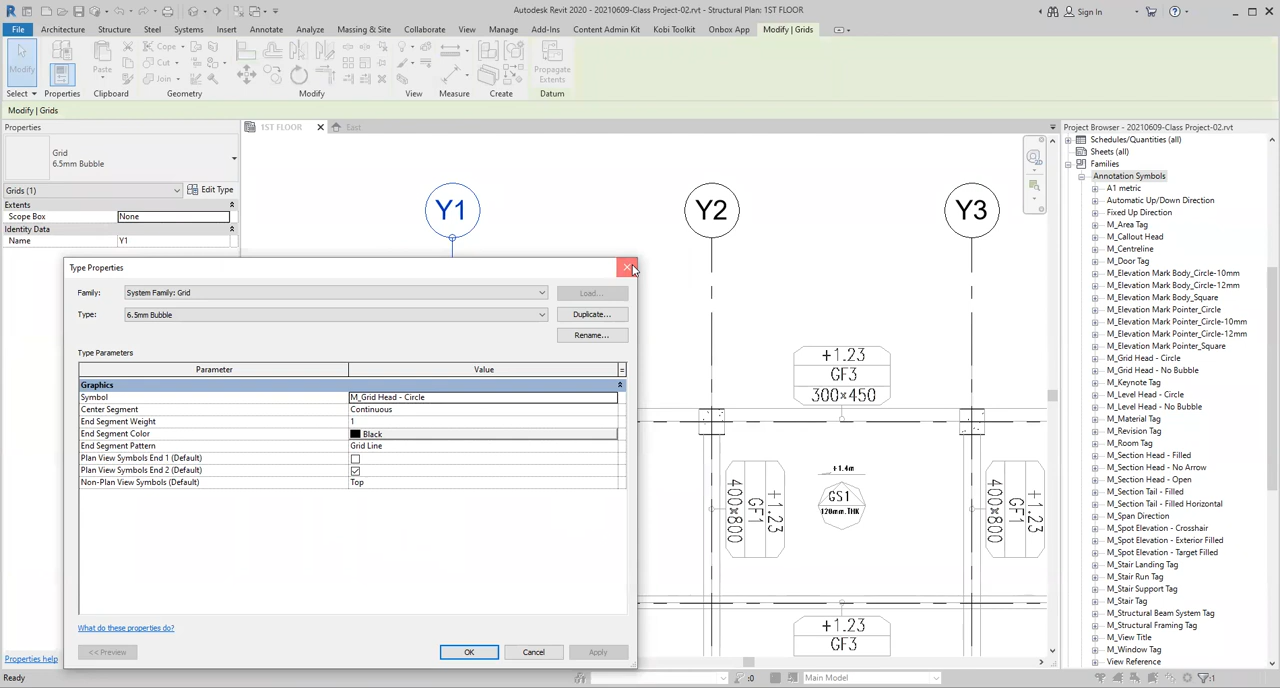 Autodesk Revit 2020 - 20210609-Class Project-02.rvt - Structural Plan: 1ST FLOOR
Sign In
File Architecture Structure Steel Systems Insert Annotate Analyze Massing & Site Collaborate View Manage Add-Ins Content Admin Kit Kobi Toolkit Onbox App Modify | Grids
Modify Paste Cope Cut Join Propagate Extents
Select Properties Clipboard Geometry Modify View Measure Create Datum
Modify | Grids
Properties
Grid
6.5mm Bubble
Grids (1) Edit Type
Extents
Scope Box None
Identity Data
Name Y1
1ST FLOOR East
Y1 Y2 Y3
Type Properties
Family: System Family: Grid Load...
Type: 6.5mm Bubble Duplicate...
Rename...
Type Parameters
Parameter Value =
Graphics
Symbol M_Grid Head - Circle
Center Segment Continuous
End Segment Weight 1
End Segment Color Black
End Segment Pattern Grid Line
Plan View Symbols End 1 (Default)
Plan View Symbols End 2 (Default)
Non-Plan View Symbols (Default) Top
What do these properties do?
<< Preview OK Cancel Apply
+1.23
GF3
300×450
+1.4m
GS1
120mm.THK
+1.23
GF1
400×800
+1.23
GF1
400×800
+1.23
GF3
Project Browser - 20210609-Class Project-02.rvt
Schedules/Quantities (all)
Sheets (all)
Families
Annotation Symbols
A1 metric
Automatic Up/Down Direction
Fixed Up Direction
M_Area Tag
M_Callout Head
M_Centreline
M_Door Tag
M_Elevation Mark Body_Circle-10mm
M_Elevation Mark Body_Circle-12mm
M_Elevation Mark Body_Square
M_Elevation Mark Pointer_Circle
M_Elevation Mark Pointer_Circle-10mm
M_Elevation Mark Pointer_Circle-12mm
M_Elevation Mark Pointer_Square
M_Grid Head - Circle
M_Grid Head - No Bubble
M_Keynote Tag
M_Level Head - Circle
M_Level Head - No Bubble
M_Material Tag
M_Revision Tag
M_Room Tag
M_Section Head - Filled
M_Section Head - No Arrow
M_Section Head - Open
M_Section Tail - Filled
M_Section Tail - Filled Horizontal
M_Span Direction
M_Spot Elevation - Crosshair
M_Spot Elevation - Exterior Filled
M_Spot Elevation - Target Filled
M_Stair Landing Tag
M_Stair Run Tag
M_Stair Support Tag
M_Stair Tag
M_Structural Beam System Tag
M_Structural Framing Tag
M_View Title
M_Window Tag
View Reference
Properties help
Ready :0 Main Model :1